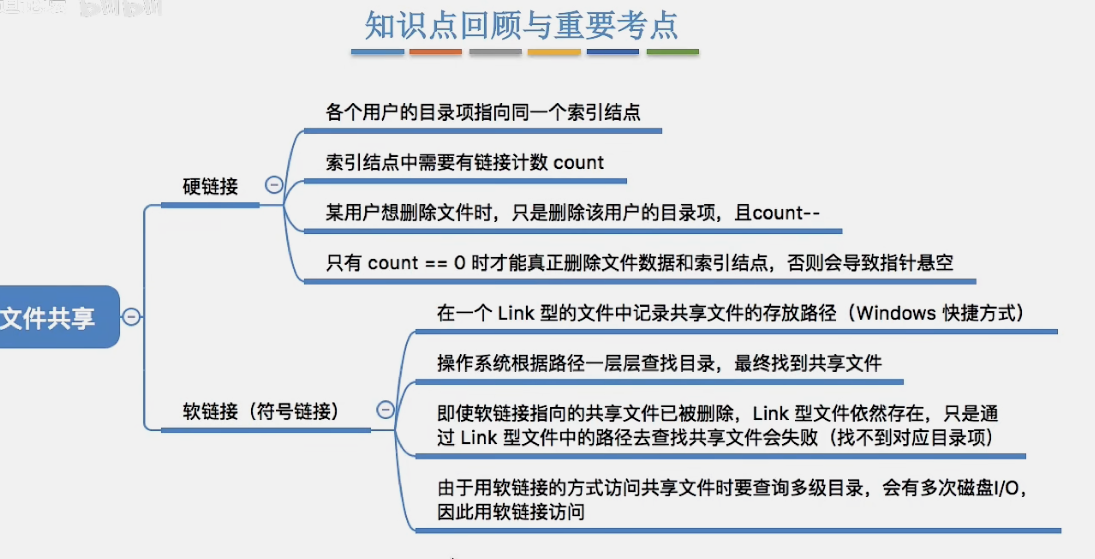 知识点回顾与重要考点
各个用户的目录项指向同一个索引结点
索引结点中需要有链接计数 count
硬链接
某用户想删除文件时，只是删除该用户的目录项，且count--
只有 count == 0 时才能真正删除文件数据和索引结点，否则会导致指针悬空
文件共享
在一个 Link 型的文件中记录共享文件的存放路径（Windows 快捷方式）
操作系统根据路径一层层查找目录，最终找到共享文件
软链接（符号链接）
即使软链接指向的共享文件已被删除，Link 型文件依然存在，只是通
过 Link 型文件中的路径去查找共享文件会失败（找不到对应目录项）
由于用软链接的方式访问共享文件时要查询多级目录，会有多次磁盘I/O，
因此用软链接访问